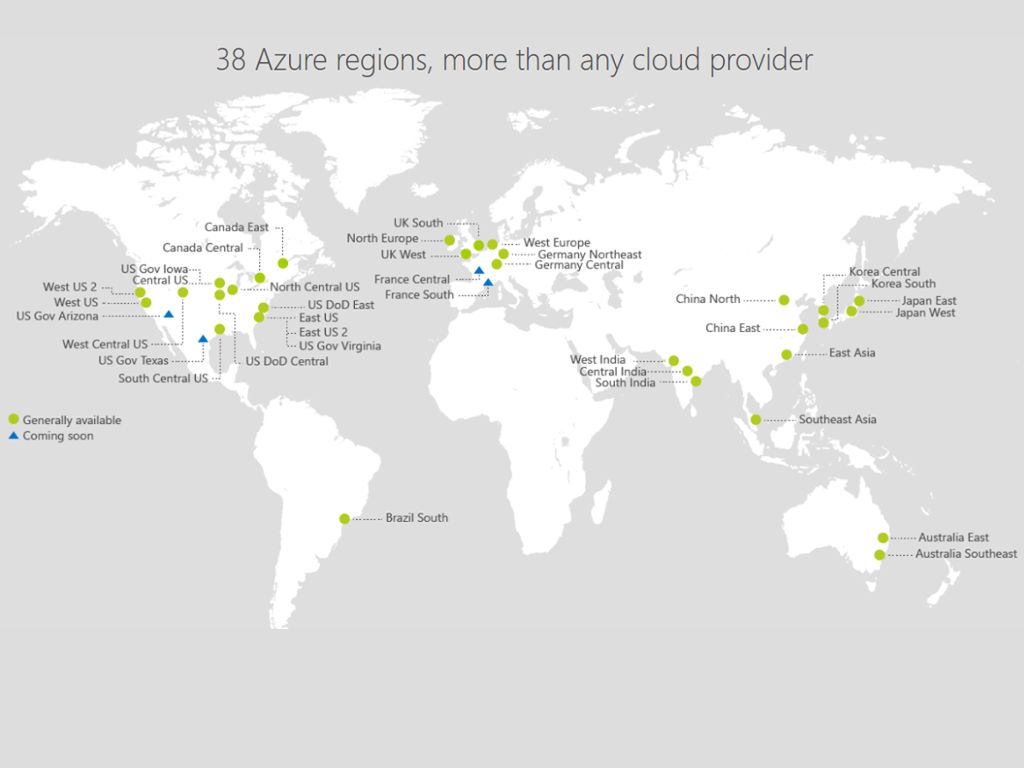 38 Azure regions, more than any cloud provider
Canada East
Canada Central
US Gov Iowa
Central US
North Central US
West US 2
West US
US Gov Arizona
US DoD East
East US
East US 2
US Gov Virginia
West Central US
US Gov Texas
US DoD Central
South Central US
UK South
North Europe
West Europe
UK West
Germany Northeast
Germany Central
France Central
France South
Korea Central
Korea South
China North
Japan East
Japan West
China East
East Asia
West India
Central India
South India
Southeast Asia
Generally available
Coming soon
Brazil South
Australia East
Australia Southeast